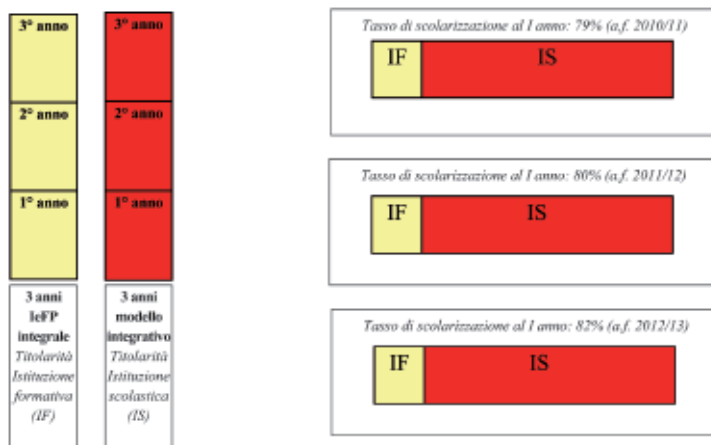 3° anno
2° anno
1° anno
3 anni
IeFP
integrale
Titolarità
Istituzione
formativa
(IF)
3° anno
2° anno
1° anno
3 anni
modello
integrativo
Titolarità
Istituzione
scolastica
(IS)
Tasso di scolarizzazione al I anno: 79% (a.f. 2010/11)
IF IS
Tasso di scolarizzazione al I anno: 80% (a.f. 2011/12)
IF IS
Tasso di scolarizzazione al I anno: 82% (a.f. 2012/13)
IF IS